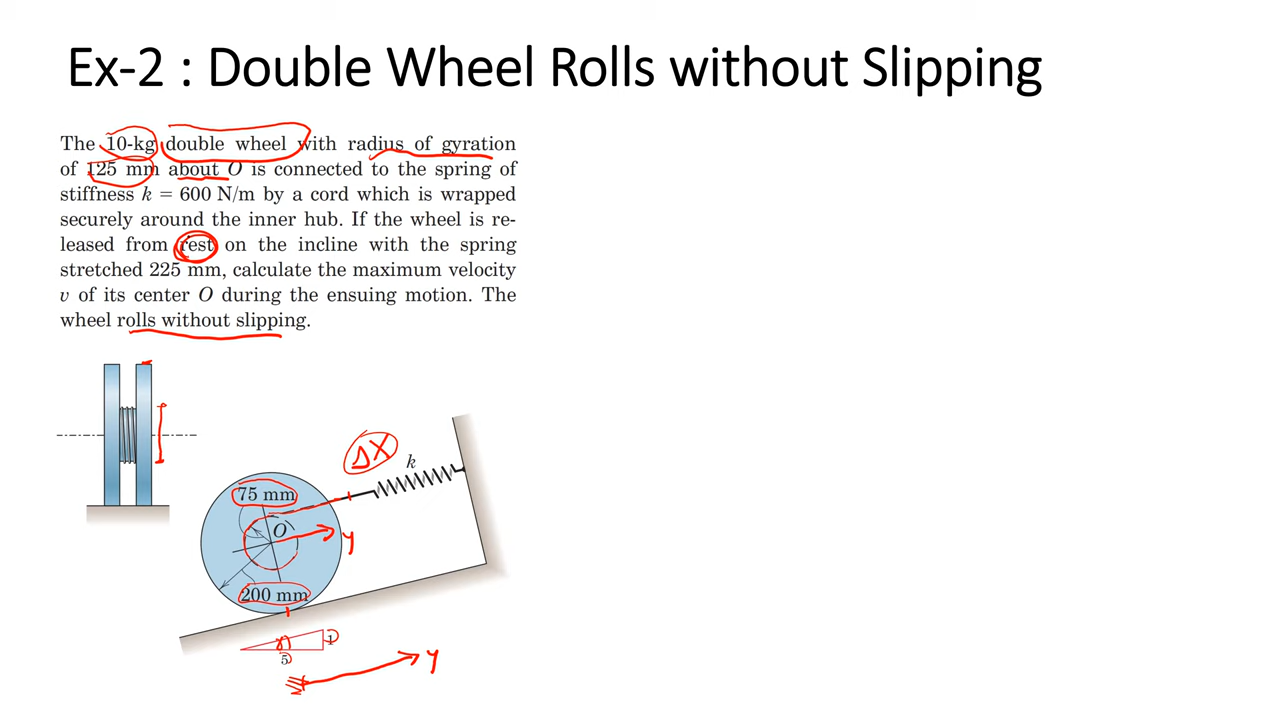 Ex-2 : Double Wheel Rolls without Slipping
The 10-kg double wheel with radius of gyration
of 125 mm about O is connected to the spring of
stiffness k = 600 N/m by a cord which is wrapped
securely around the inner hub. If the wheel is re-
leased from rest on the incline with the spring
stretched 225 mm, calculate the maximum velocity
v of its center O during the ensuing motion. The
wheel rolls without slipping.
ΔX
k
75 mm
O
y
200 mm
1
5
y